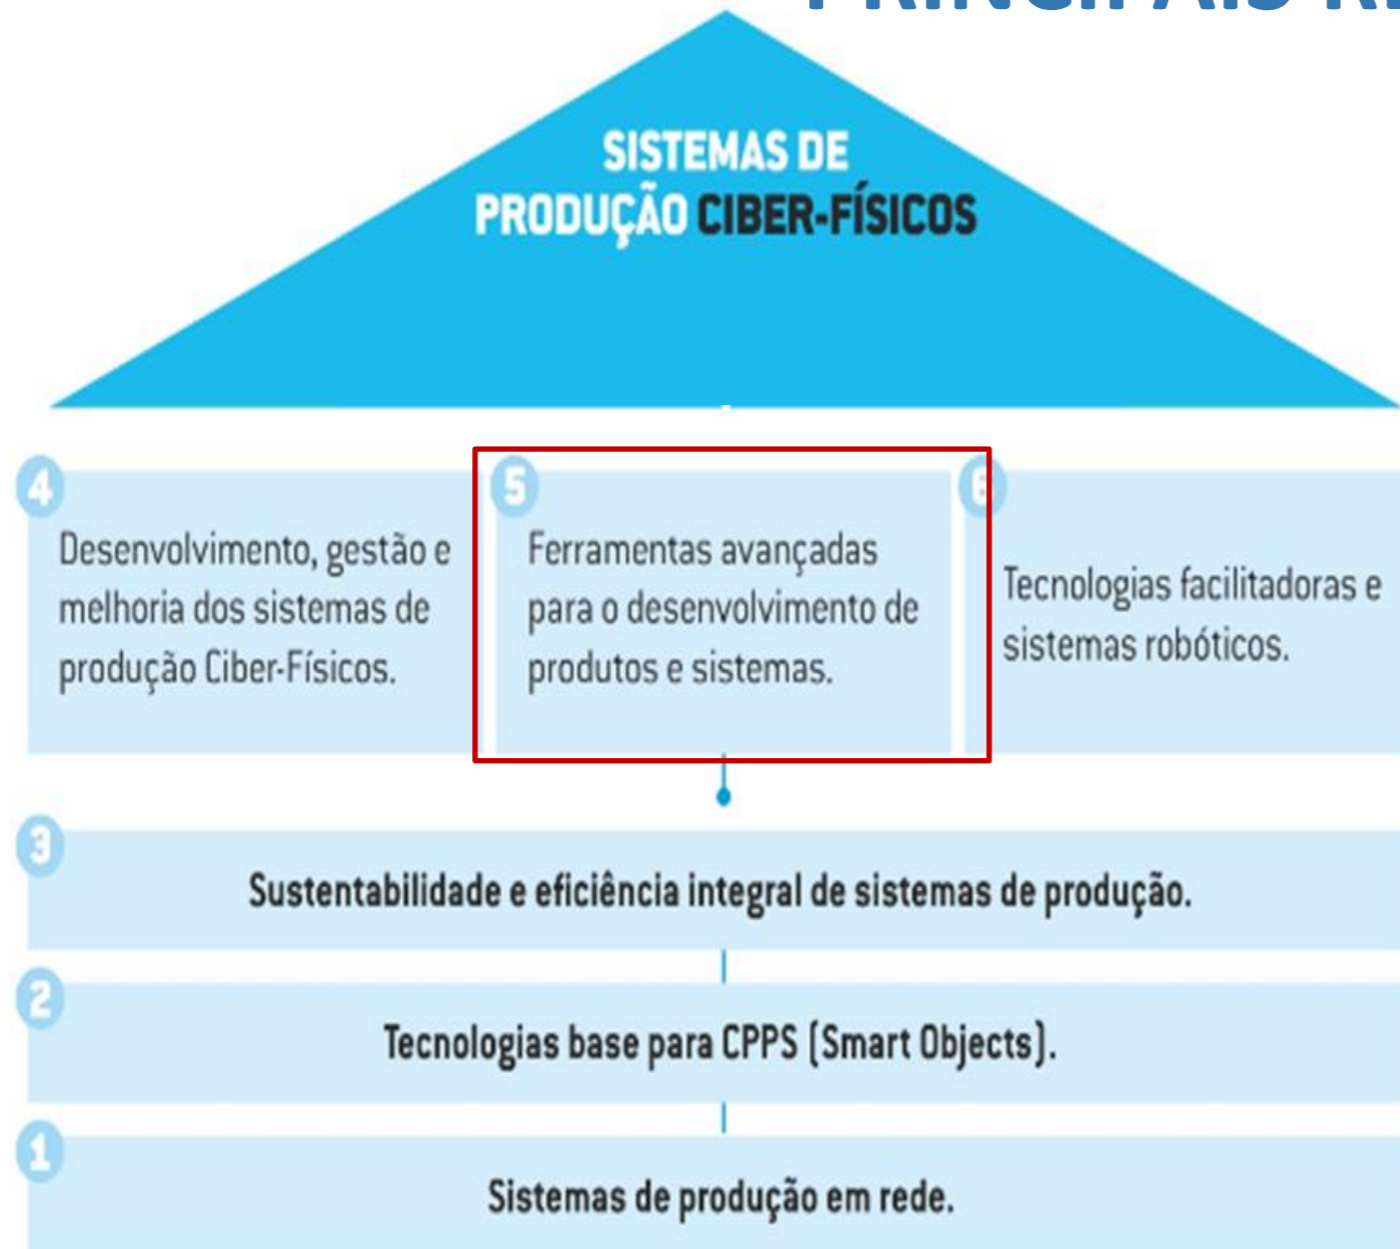 SISTEMAS DE
PRODUÇÃO CIBER-FÍSICOS
4
Desenvolvimento, gestão e
melhoria dos sistemas de
produção Ciber-Físicos.
5
Ferramentas avançadas
para o desenvolvimento de
produtos e sistemas.
6
Tecnologias facilitadoras e
sistemas robóticos.
3
Sustentabilidade e eficiência integral de sistemas de produção.
2
Tecnologias base para CPPS (Smart Objects).
1
Sistemas de produção em rede.